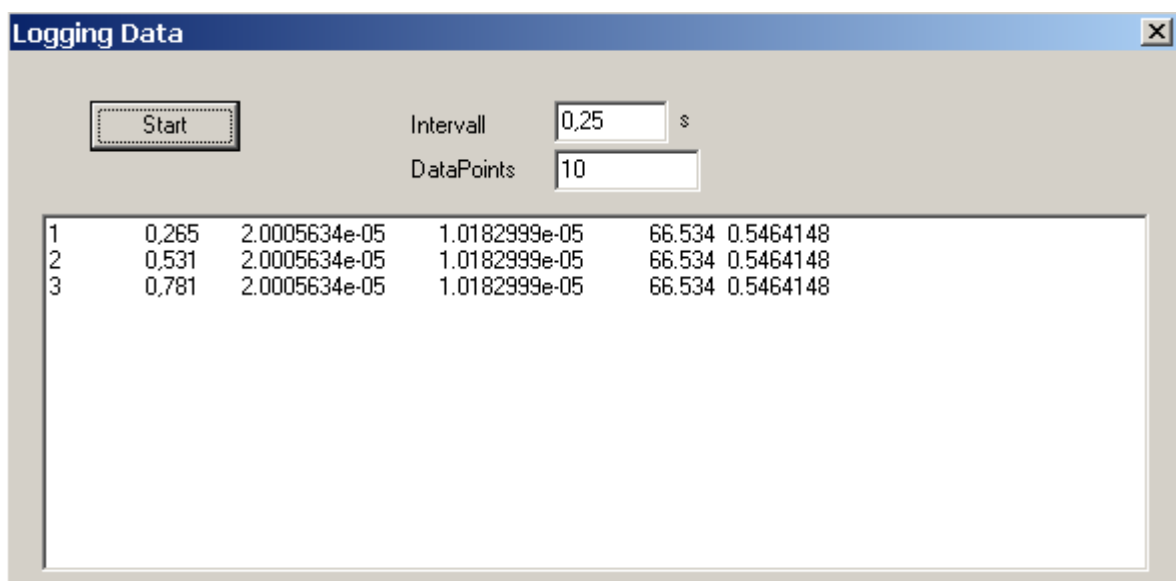 Logging Data
Start
Intervall 0,25 s
DataPoints 10
1 0,265 2.0005634e-05 1.0182999e-05 66.534 0.5464148
2 0,531 2.0005634e-05 1.0182999e-05 66.534 0.5464148
3 0,781 2.0005634e-05 1.0182999e-05 66.534 0.5464148